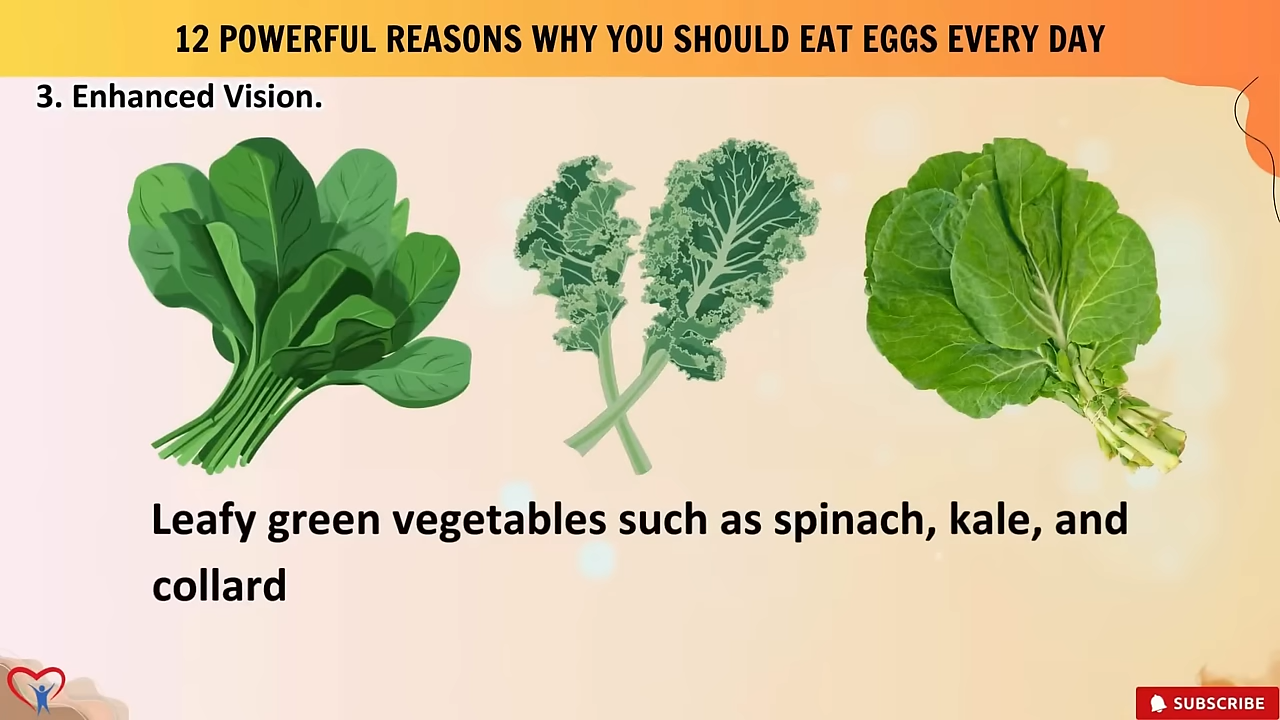 12 POWERFUL REASONS WHY YOU SHOULD EAT EGGS EVERY DAY
3. Enhanced Vision.
Leafy green vegetables such as spinach, kale, and
collard
SUBSCRIBE